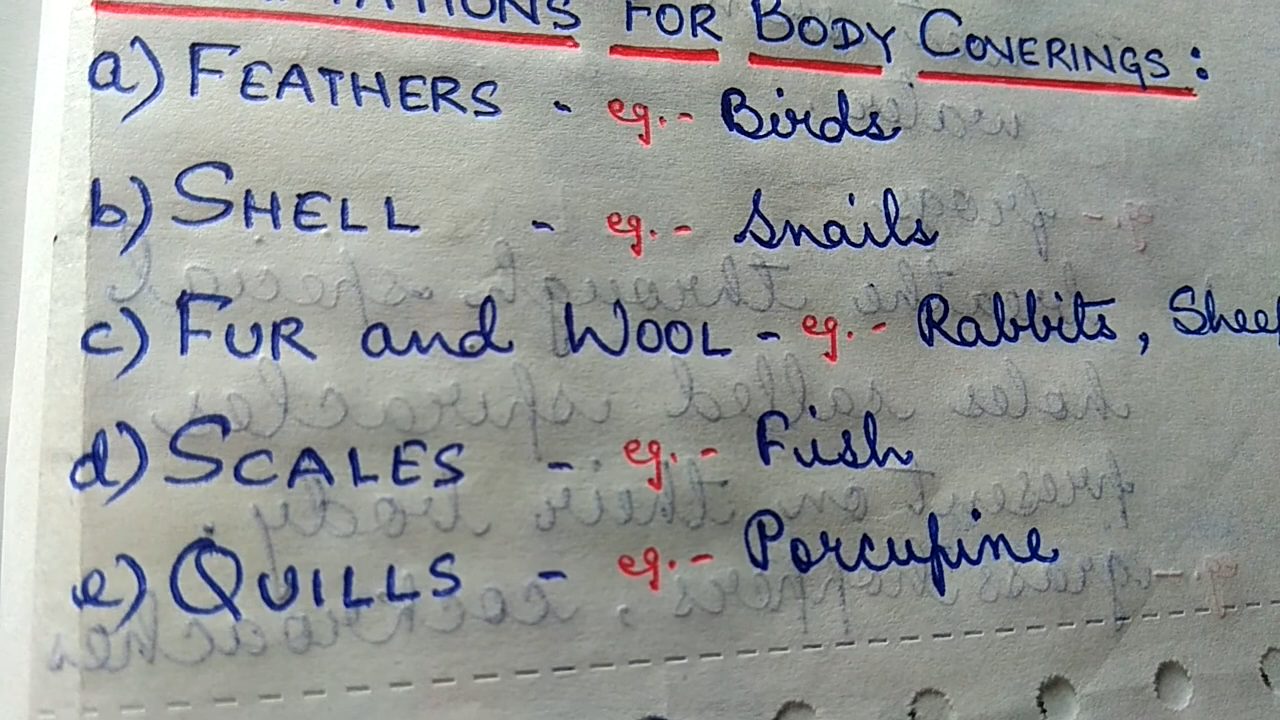 FOR BODY COVERINGS:
a) FEATHERS - eg.- Birds
b) SHELL - eg.- Snails
c) FUR and WOOL - eg.- Rabbits,
d) SCALES - eg.- Fish
e) QUILLS - eg.- Porcupine